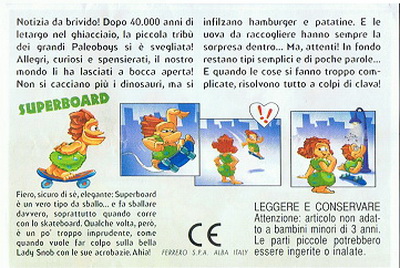 Notizia da brivido! Dopo 40.000 anni di
letargo nel ghiacciaio, la piccola tribù
dei grandi Paleoboys si è svegliata!
Allegri, curiosi e spensierati, il nostro
mondo li ha lasciati a bocca aperta!
Non si cacciano più i dinosauri, ma si
infilzano hamburger e patatine. E le
uova da raccogliere hanno sempre la
sorpresa dentro... Ma, attenti! In fondo
restano tipi semplici e di poche parole...
E quando le cose si fanno troppo com-
plicate, risolvono tutto a colpi di clava!
SUPERBOARD
!!
Fiero, sicuro di sé, elegante: Superboard
è un vero tipo da sballo... e fa sballare
davvero, soprattutto quando corre
con lo skateboard. Qualche volta, però,
è un po' troppo imprudente, come
quando vuole far colpo sulla bella
Lady Snob con le sue acrobazie. Ahia!
CE
FERRERO S.P.A. ALBA ITALY
LEGGERE E CONSERVARE
Attenzione: articolo non adat-
to a bambini minori di 3 anni.
Le parti piccole potrebbero
essere ingerite o inalate.